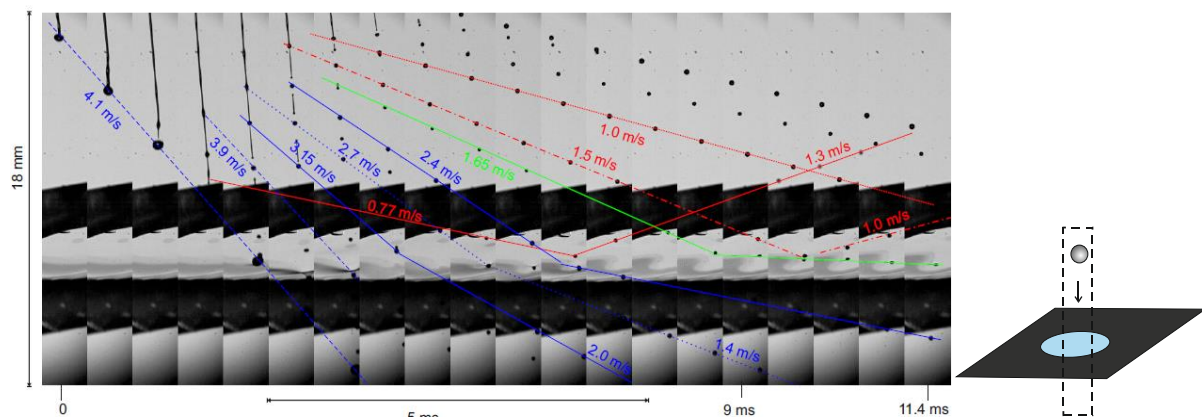 18 mm
4.1 m/s
3.9 m/s
3.15 m/s
2.7 m/s
2.4 m/s
1.65 m/s
1.5 m/s
1.0 m/s
1.3 m/s
0.77 m/s
1.0 m/s
2.0 m/s
1.4 m/s
0
5 ms
9 ms
11.4 ms